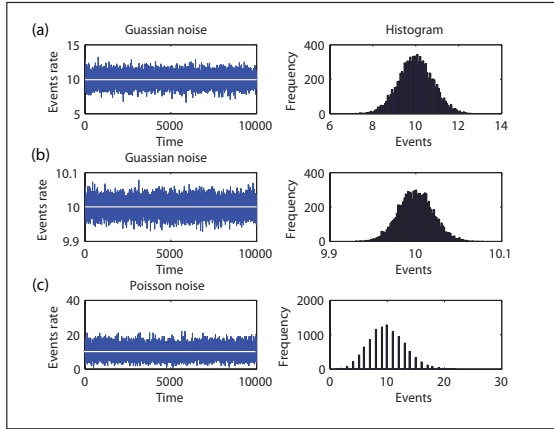 (a)
Guassian noise
Histogram
Events rate
15
10
5
0
5000
10000
Time
Frequency
400
200
0
6
8
10
12
14
Events
(b)
Guassian noise
Events rate
10.1
10
9.9
0
5000
10000
Time
Frequency
400
200
0
9.9
10
10.1
Events
(c)
Poisson noise
Events rate
40
20
0
0
5000
10000
Time
Frequency
2000
1000
0
0
10
20
30
Events